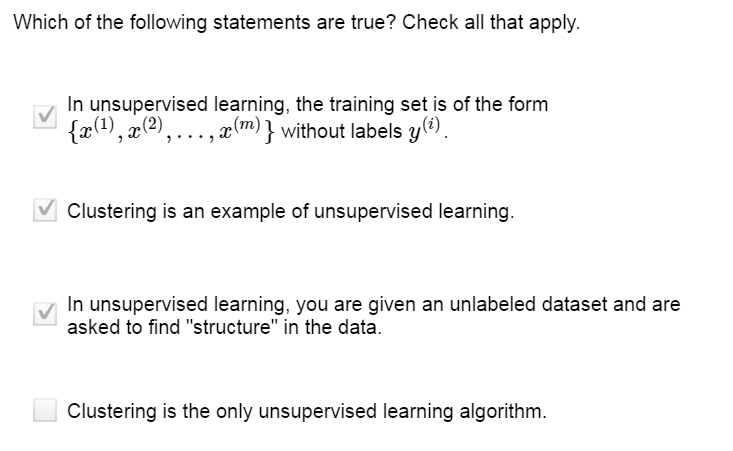 Which of the following statements are true? Check all that apply.
In unsupervised learning, the training set is of the form
{x^(1), x^(2), . . . , x^(m)} without labels y^(i).
Clustering is an example of unsupervised learning.
In unsupervised learning, you are given an unlabeled dataset and are
asked to find "structure" in the data.
Clustering is the only unsupervised learning algorithm.